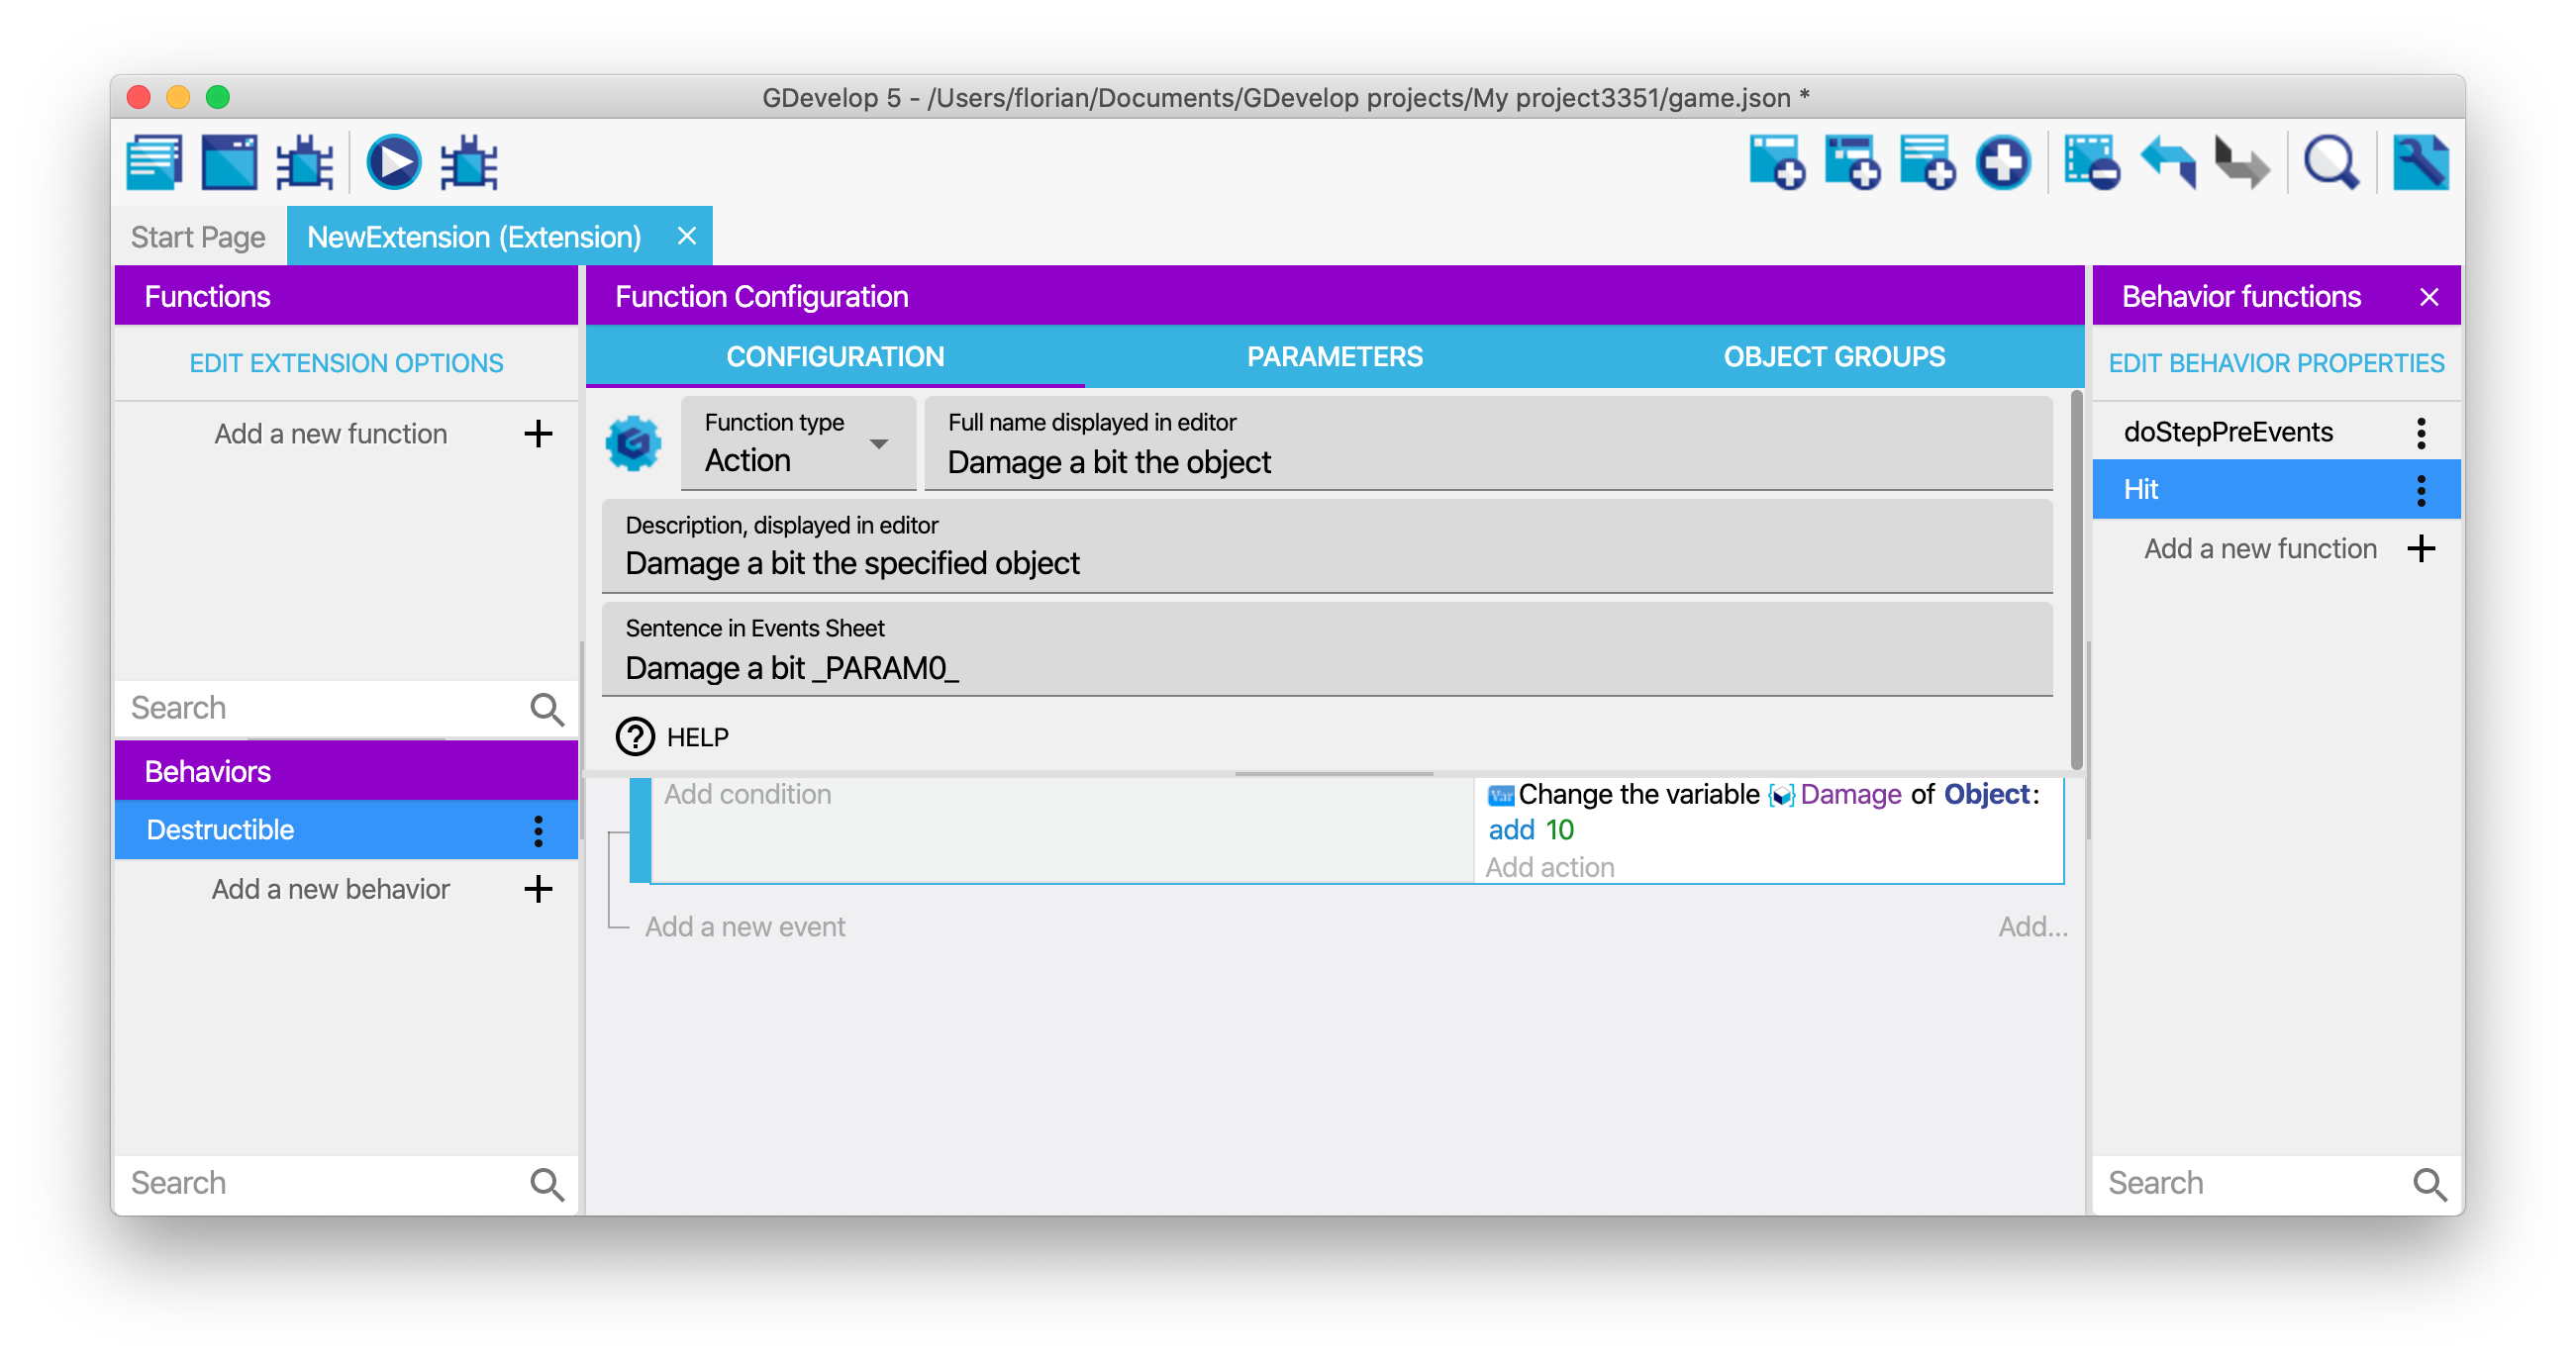 GDevelop 5 - /Users/florian/Documents/GDevelop projects/My project3351/game.json *
Start Page
NewExtension (Extension)
Functions
EDIT EXTENSION OPTIONS
Add a new function
Search
Behaviors
Destructible
Add a new behavior
Search
Function Configuration
CONFIGURATION
PARAMETERS
OBJECT GROUPS
Function type
Action
Full name displayed in editor
Damage a bit the object
Description, displayed in editor
Damage a bit the specified object
Sentence in Events Sheet
Damage a bit _PARAM0_
HELP
Add condition
Var Change the variable Damage of Object:
add 10
Add action
Add a new event
Add...
Behavior functions
EDIT BEHAVIOR PROPERTIES
doStepPreEvents
Hit
Add a new function
Search